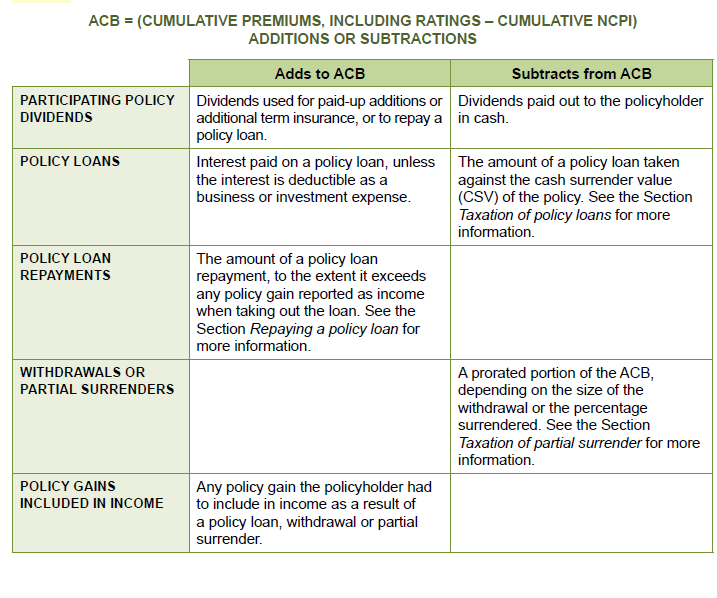 ACB = (CUMULATIVE PREMIUMS, INCLUDING RATINGS – CUMULATIVE NCPI)
ADDITIONS OR SUBTRACTIONS
Adds to ACB
Subtracts from ACB
PARTICIPATING POLICY
DIVIDENDS
Dividends used for paid-up additions or
additional term insurance, or to repay a
policy loan.
Dividends paid out to the policyholder
in cash.
POLICY LOANS
Interest paid on a policy loan, unless
the interest is deductible as a
business or investment expense.
The amount of a policy loan taken
against the cash surrender value
(CSV) of the policy. See the Section
Taxation of policy loans for more
information.
POLICY LOAN
REPAYMENTS
The amount of a policy loan
repayment, to the extent it exceeds
any policy gain reported as income
when taking out the loan. See the
Section Repaying a policy loan for
more information.
WITHDRAWALS OR
PARTIAL SURRENDERS
A prorated portion of the ACB,
depending on the size of the
withdrawal or the percentage
surrendered. See the Section
Taxation of partial surrender for more
information.
POLICY GAINS
INCLUDED IN INCOME
Any policy gain the policyholder had
to include in income as a result of
a policy loan, withdrawal or partial
surrender.